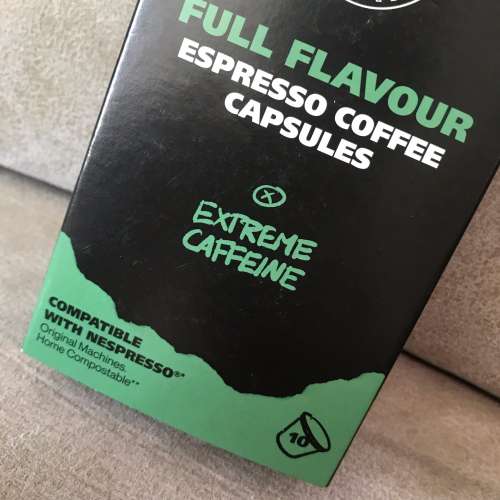 FULL FLAVOUR
ESPRESSO COFFEE
CAPSULES
X
EXTREME
CAFFEINE
COMPATIBLE
WITH NESPRESSO®*
Original Machines.
Home Compostable**
10